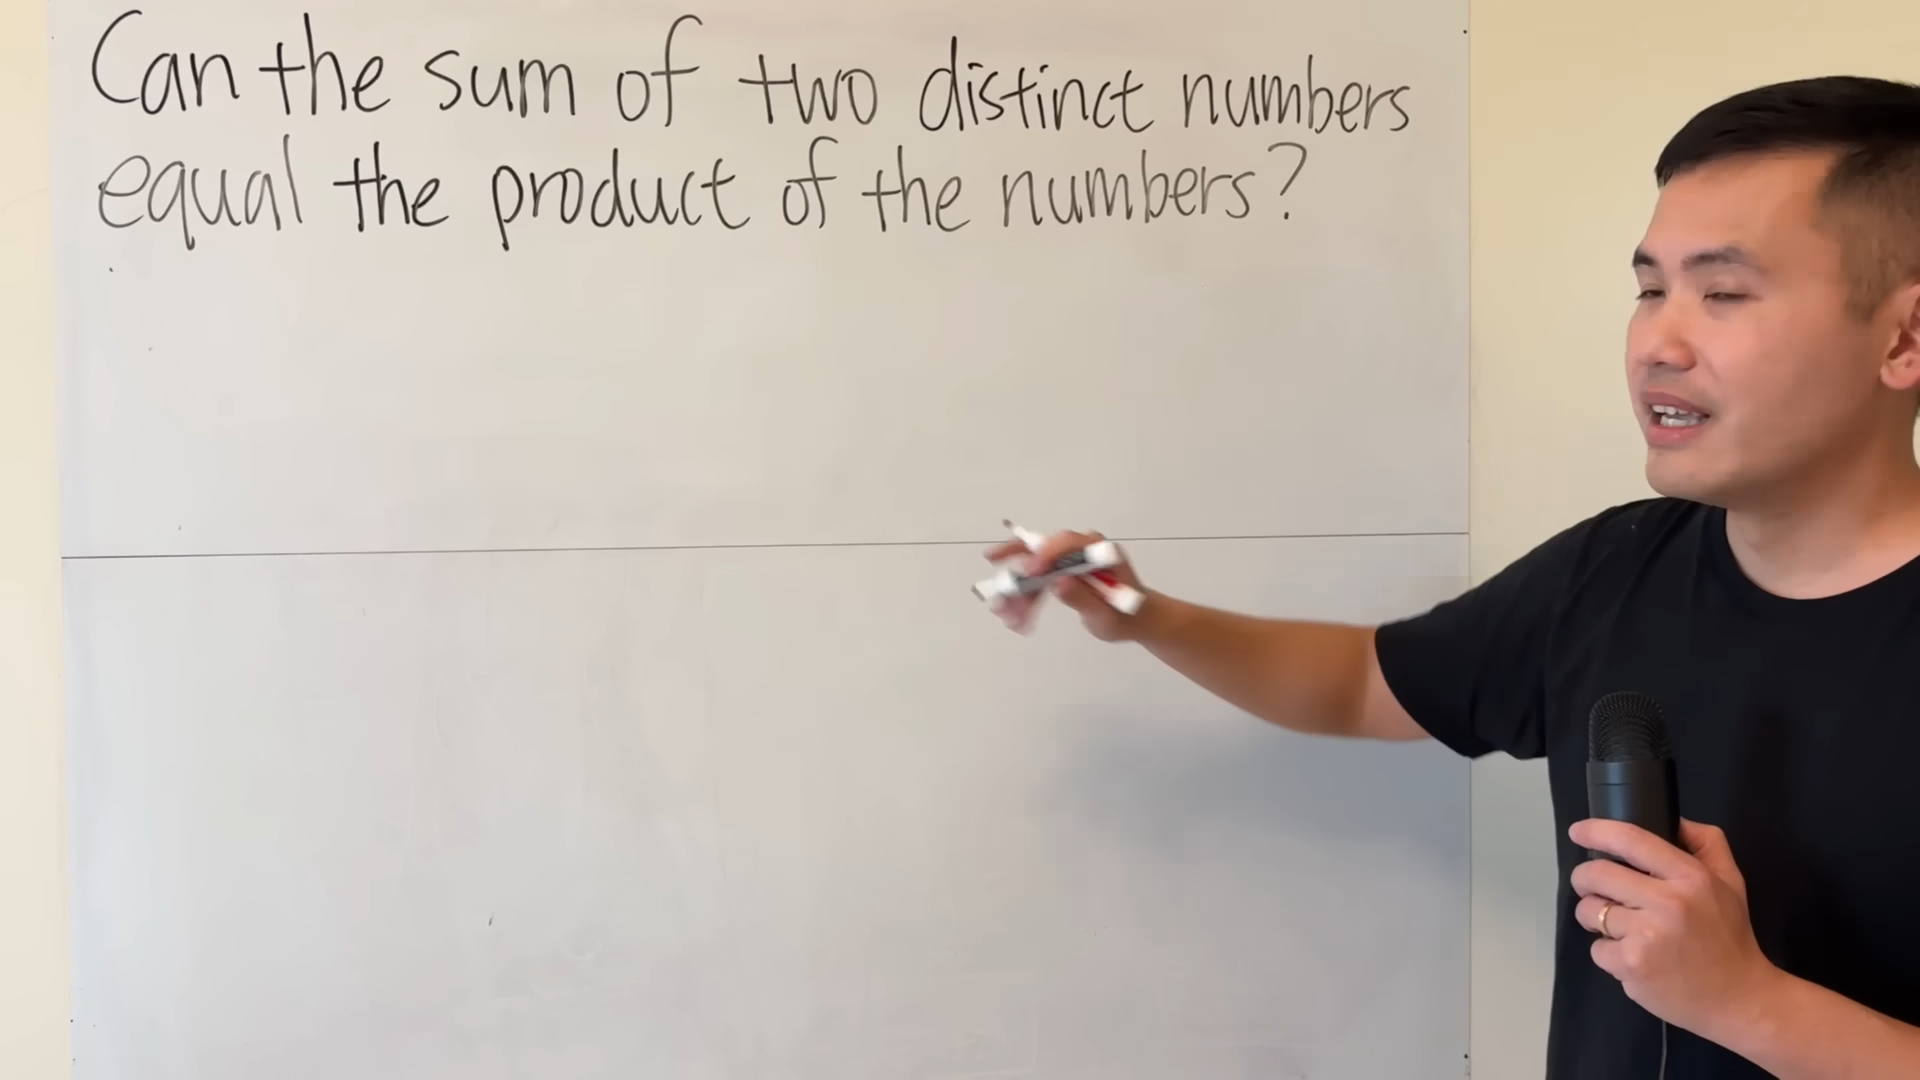 Can the sum of two distinct numbers
equal the product of the numbers?